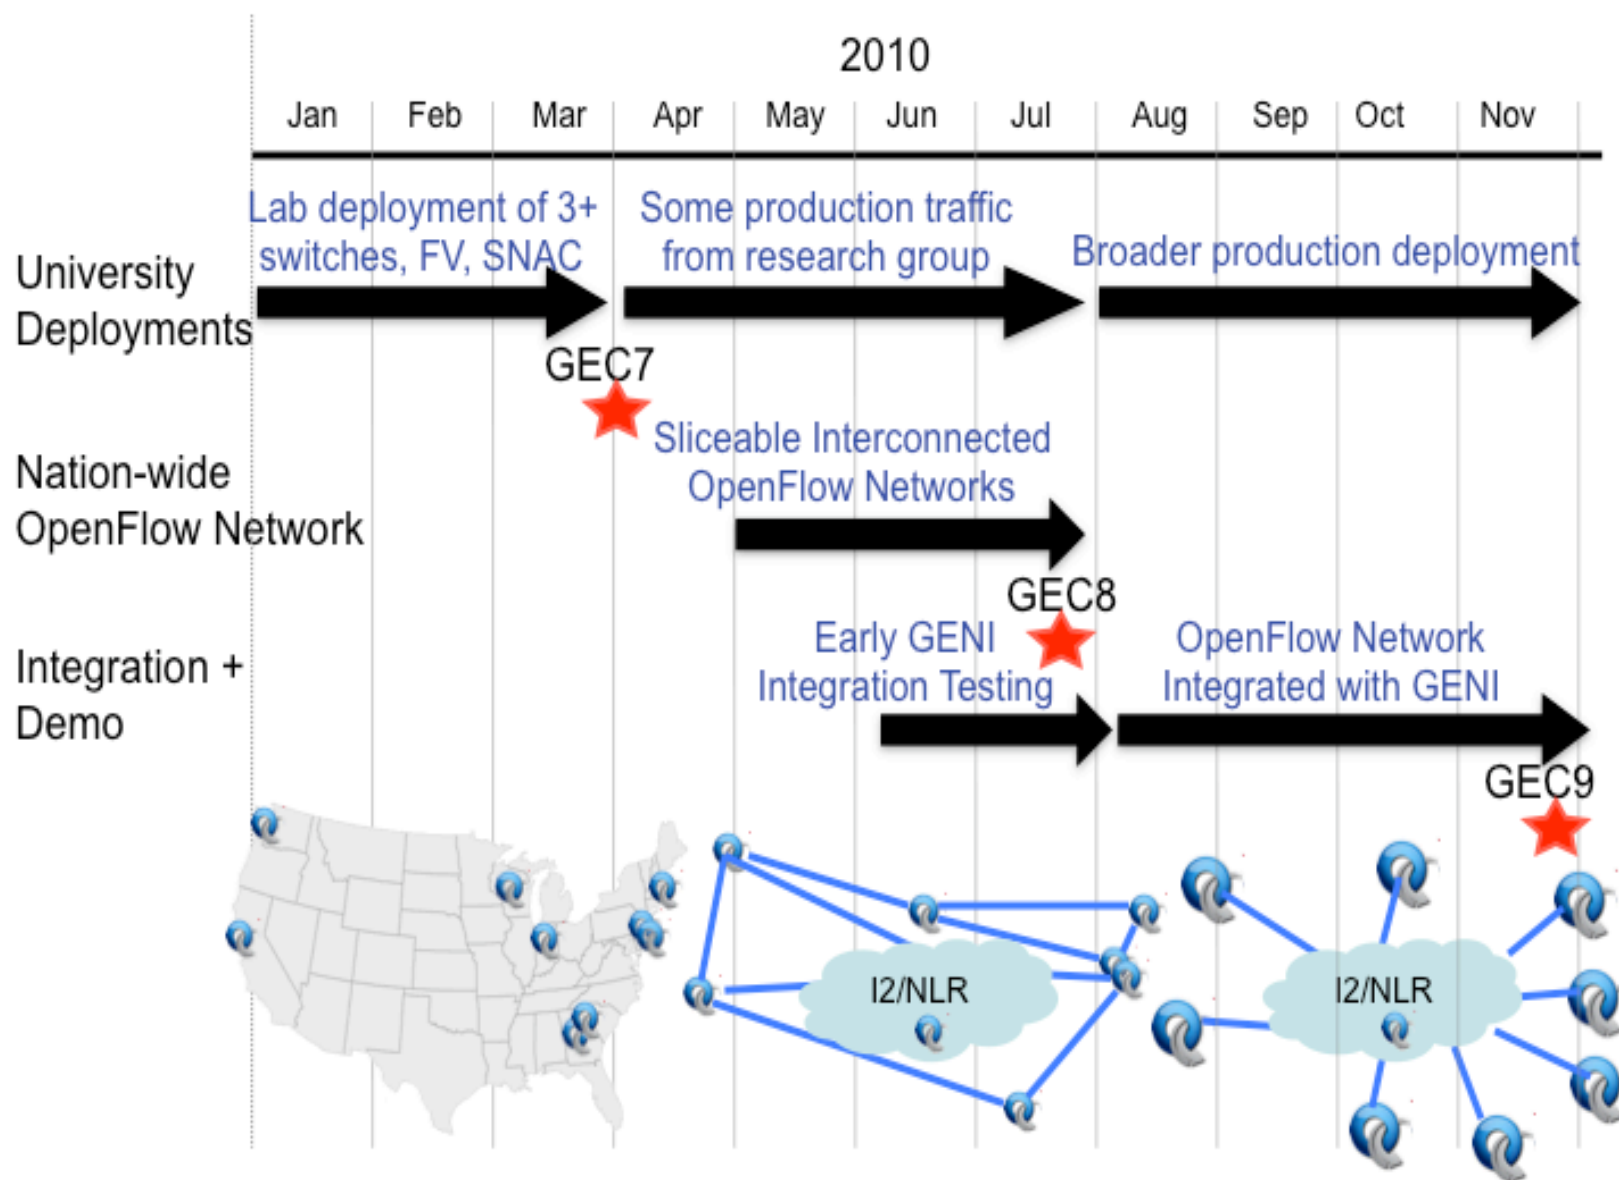 2010
Jan Feb Mar Apr May Jun Jul Aug Sep Oct Nov
University
Deployments
Lab deployment of 3+
switches, FV, SNAC
Some production traffic
from research group
Broader production deployment
GEC7
Nation-wide
OpenFlow Network
Sliceable Interconnected
OpenFlow Networks
GEC8
Integration +
Demo
Early GENI
Integration Testing
OpenFlow Network
Integrated with GENI
GEC9
I2/NLR
I2/NLR